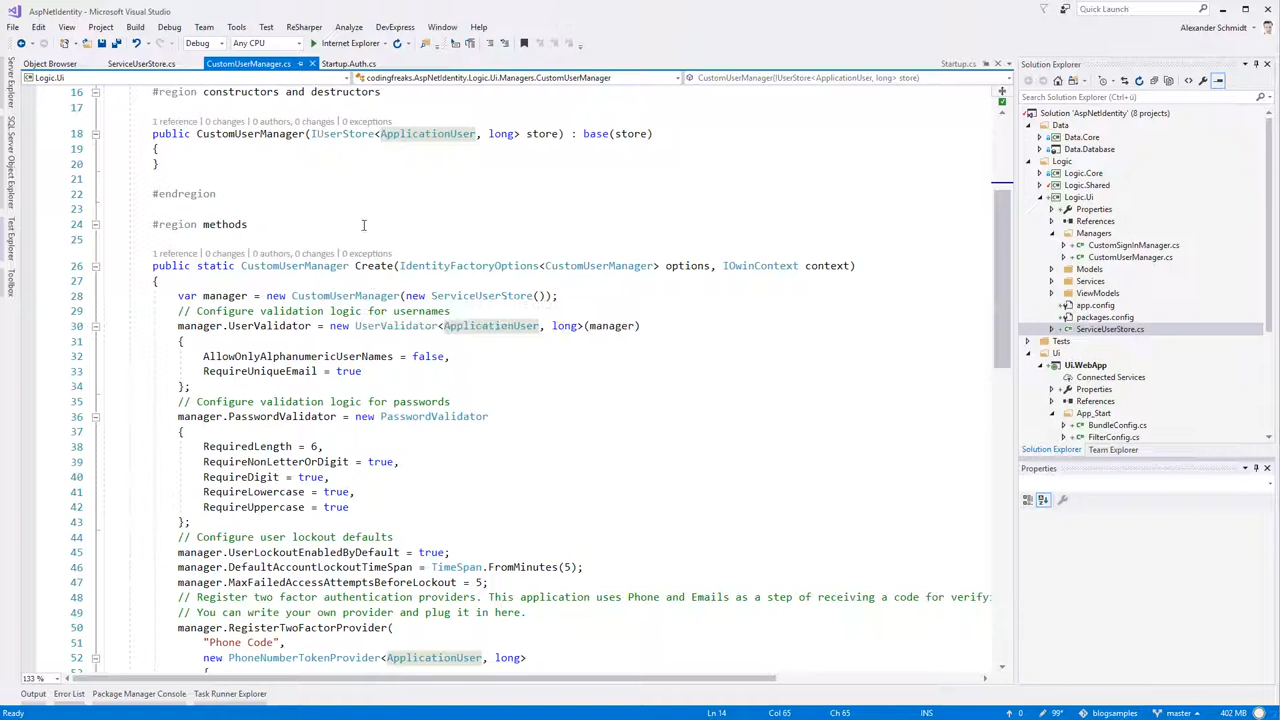 AspNetIdentity - Microsoft Visual Studio
Quick Launch
File Edit View Project Build Debug Team Tools Test ReSharper Analyze Window Help
Alexander Schmidt
Debug Any CPU Internet Explorer
Object Browser ServiceUserStore.cs CustomUserManager.cs Startup.Auth.cs Startup.cs
Logic.Ui codingfreaks.AspNetIdentity.Logic.Ui.Managers.CustomUserManager CustomUserManager(IUserStore<ApplicationUser, long> store)
Server Explorer
SQL Server Object Explorer
Test Explorer
Toolbox
16 #region constructors and destructors
17
1 reference | 0 changes | 0 authors, 0 changes | 0 exceptions
18 public CustomUserManager(IUserStore<ApplicationUser, long> store) : base(store)
19 {
20 }
21
22 #endregion
23
24 #region methods
25
1 reference | 0 changes | 0 authors, 0 changes | 0 exceptions
26 public static CustomUserManager Create(IdentityFactoryOptions<CustomUserManager> options, IOwinContext context)
27 {
28 var manager = new CustomUserManager(new ServiceUserStore());
29 // Configure validation logic for usernames
30 manager.UserValidator = new UserValidator<ApplicationUser, long>(manager)
31 {
32 AllowOnlyAlphanumericUserNames = false,
33 RequireUniqueEmail = true
34 };
35 // Configure validation logic for passwords
36 manager.PasswordValidator = new PasswordValidator
37 {
38 RequiredLength = 6,
39 RequireNonLetterOrDigit = true,
40 RequireDigit = true,
41 RequireLowercase = true,
42 RequireUppercase = true
43 };
44 // Configure user lockout defaults
45 manager.UserLockoutEnabledByDefault = true;
46 manager.DefaultAccountLockoutTimeSpan = TimeSpan.FromMinutes(5);
47 manager.MaxFailedAccessAttemptsBeforeLockout = 5;
48 // Register two factor authentication providers. This application uses Phone and Emails as a step of receiving a code for verify
49 // You can write your own provider and plug it in here.
50 manager.RegisterTwoFactorProvider(
51 "Phone Code",
52 new PhoneNumberTokenProvider<ApplicationUser, long>
133 %
Solution Explorer
Search Solution Explorer (Ctrl+ü)
Solution 'AspNetIdentity' (8 projects)
Data
Data.Core
Data.Database
Logic
Logic.Core
Logic.Shared
Logic.Ui
Properties
References
Managers
CustomSignInManager.cs
CustomUserManager.cs
Models
Services
ViewModels
app.config
packages.config
ServiceUserStore.cs
Tests
Ui
Ui.WebApp
Connected Services
Properties
References
App_Start
BundleConfig.cs
FilterConfig.cs
Solution Explorer Team Explorer
Properties
Output Error List Package Manager Console Task Runner Explorer
Ready Ln 14 Col 65 Ch 65 INS 0 99* blogsamples master 402 MB